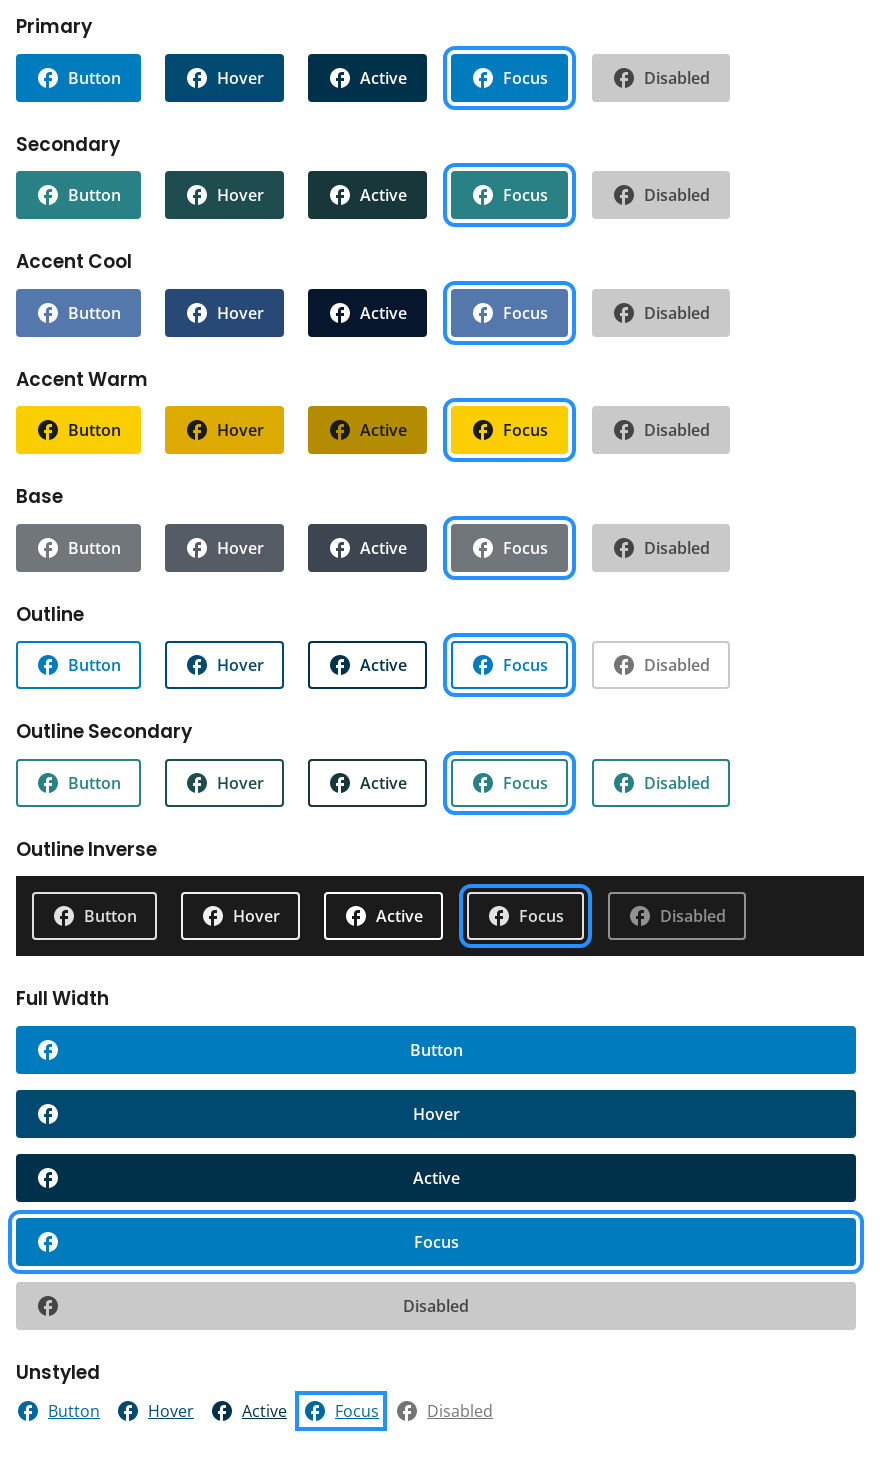 Primary
Button Hover Active Focus Disabled
Secondary
Button Hover Active Focus Disabled
Accent Cool
Button Hover Active Focus Disabled
Accent Warm
Button Hover Active Focus Disabled
Base
Button Hover Active Focus Disabled
Outline
Button Hover Active Focus Disabled
Outline Secondary
Button Hover Active Focus Disabled
Outline Inverse
Button Hover Active Focus Disabled
Full Width
Button
Hover
Active
Focus
Disabled
Unstyled
Button Hover Active Focus Disabled